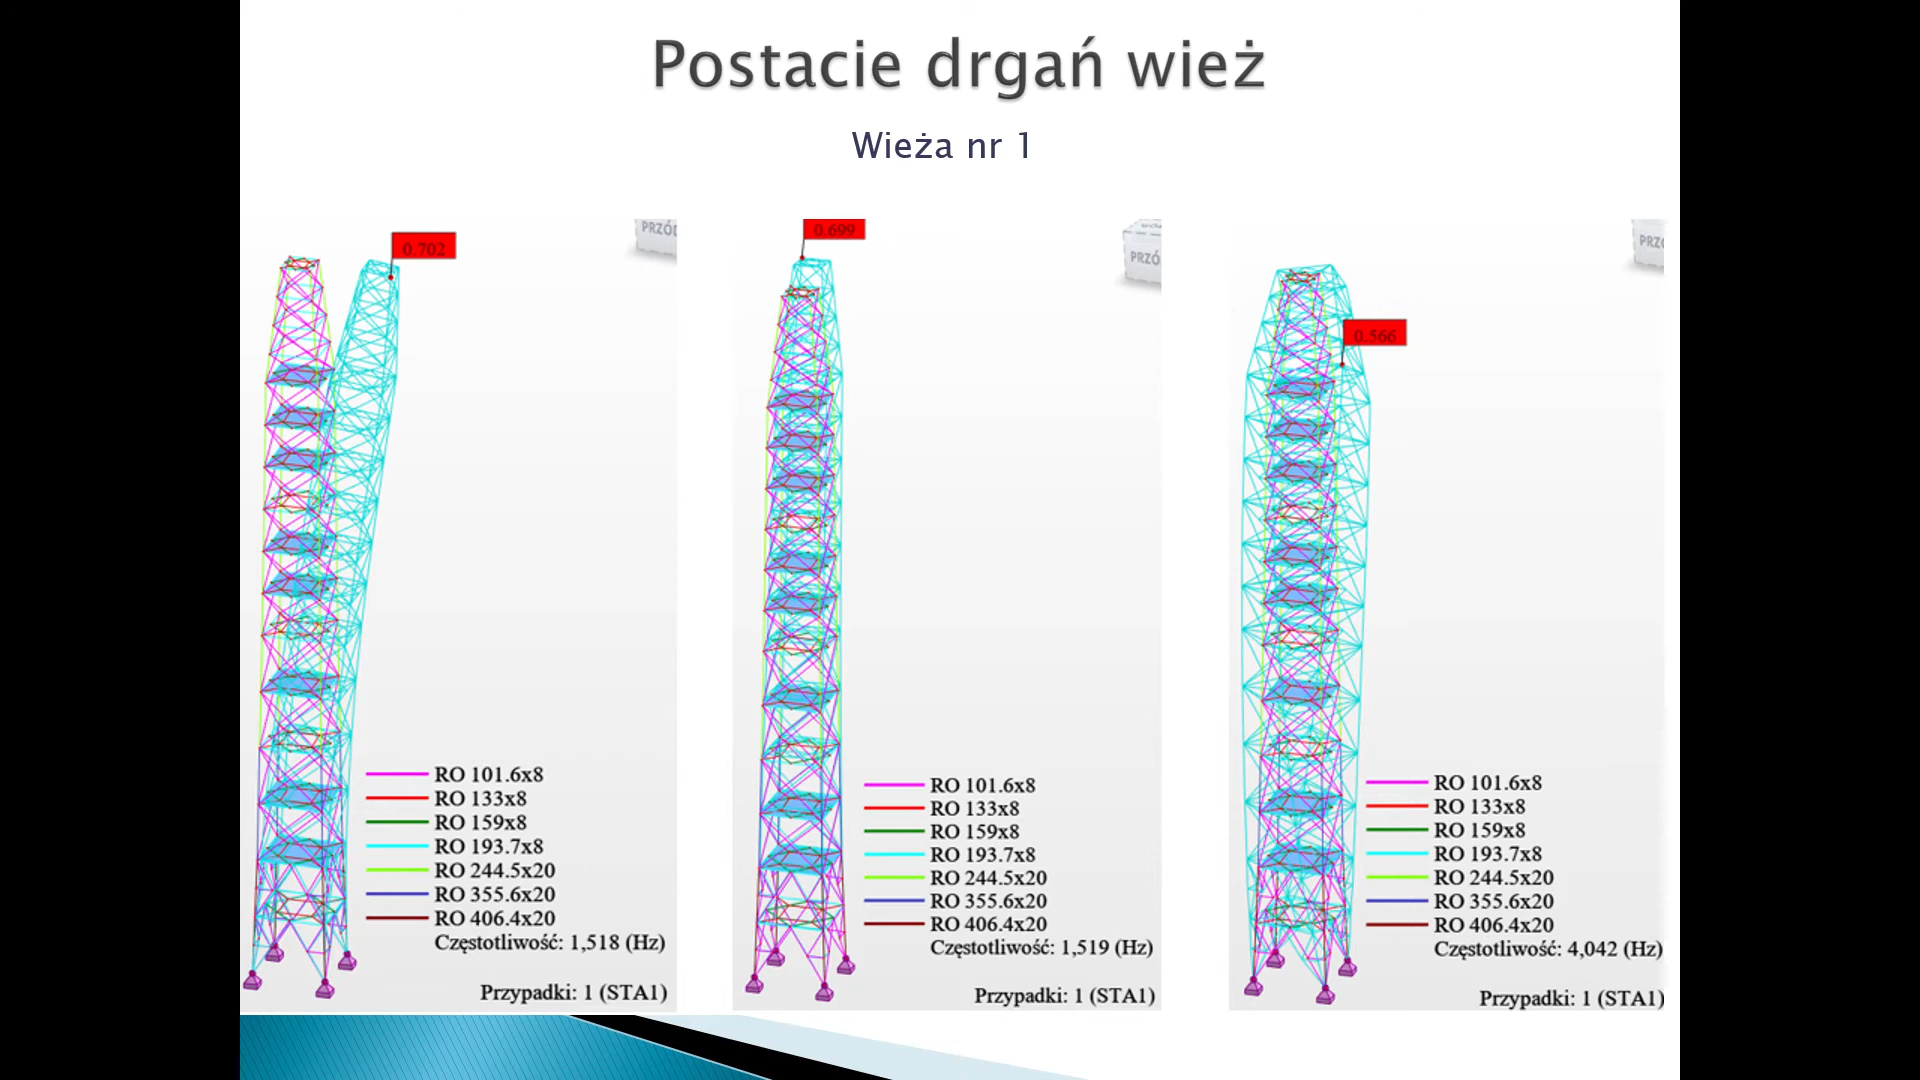 Postacie drgań wież
Wieża nr 1
0.702
RO 101.6x8
RO 133x8
RO 159x8
RO 193.7x8
RO 244.5x20
RO 355.6x20
RO 406.4x20
Częstotliwość: 1,518 (Hz)
Przypadki: 1 (STA1)
0.699
RO 101.6x8
RO 133x8
RO 159x8
RO 193.7x8
RO 244.5x20
RO 355.6x20
RO 406.4x20
Częstotliwość: 1,519 (Hz)
Przypadki: 1 (STA1)
0.566
RO 101.6x8
RO 133x8
RO 159x8
RO 193.7x8
RO 244.5x20
RO 355.6x20
RO 406.4x20
Częstotliwość: 4,042 (Hz)
Przypadki: 1 (STA1)